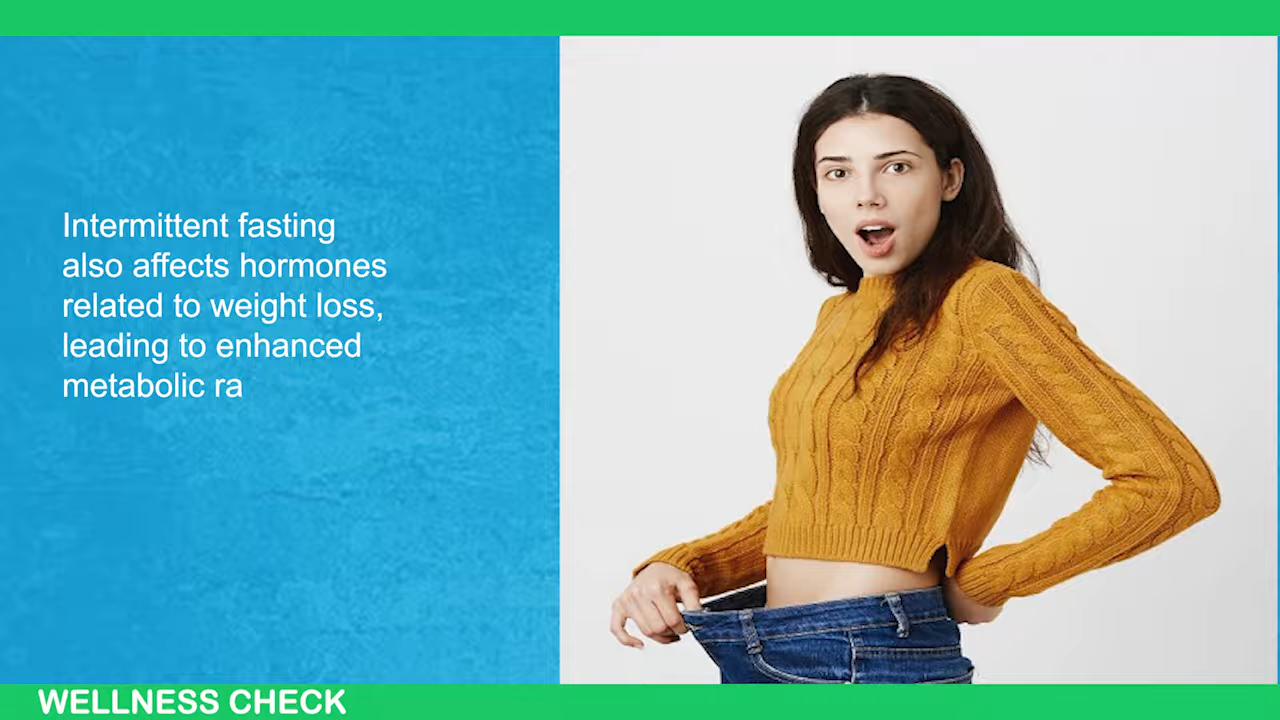 Intermittent fasting
also affects hormones
related to weight loss,
leading to enhanced
metabolic ra
WELLNESS CHECK